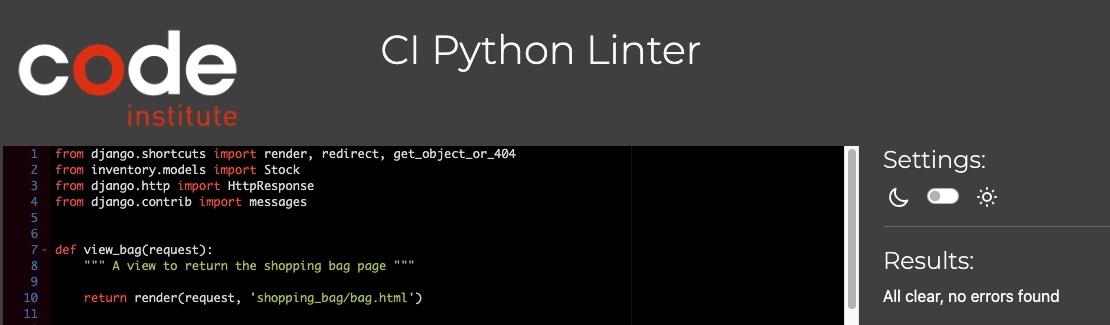 code
institute
CI Python Linter
1 from django.shortcuts import render, redirect, get_object_or_404
2 from inventory.models import Stock
3 from django.http import HttpResponse
4 from django.contrib import messages
5
6
7 def view_bag(request):
8     """ A view to return the shopping bag page """
9
10     return render(request, 'shopping_bag/bag.html')
11
Settings:
Results:
All clear, no errors found